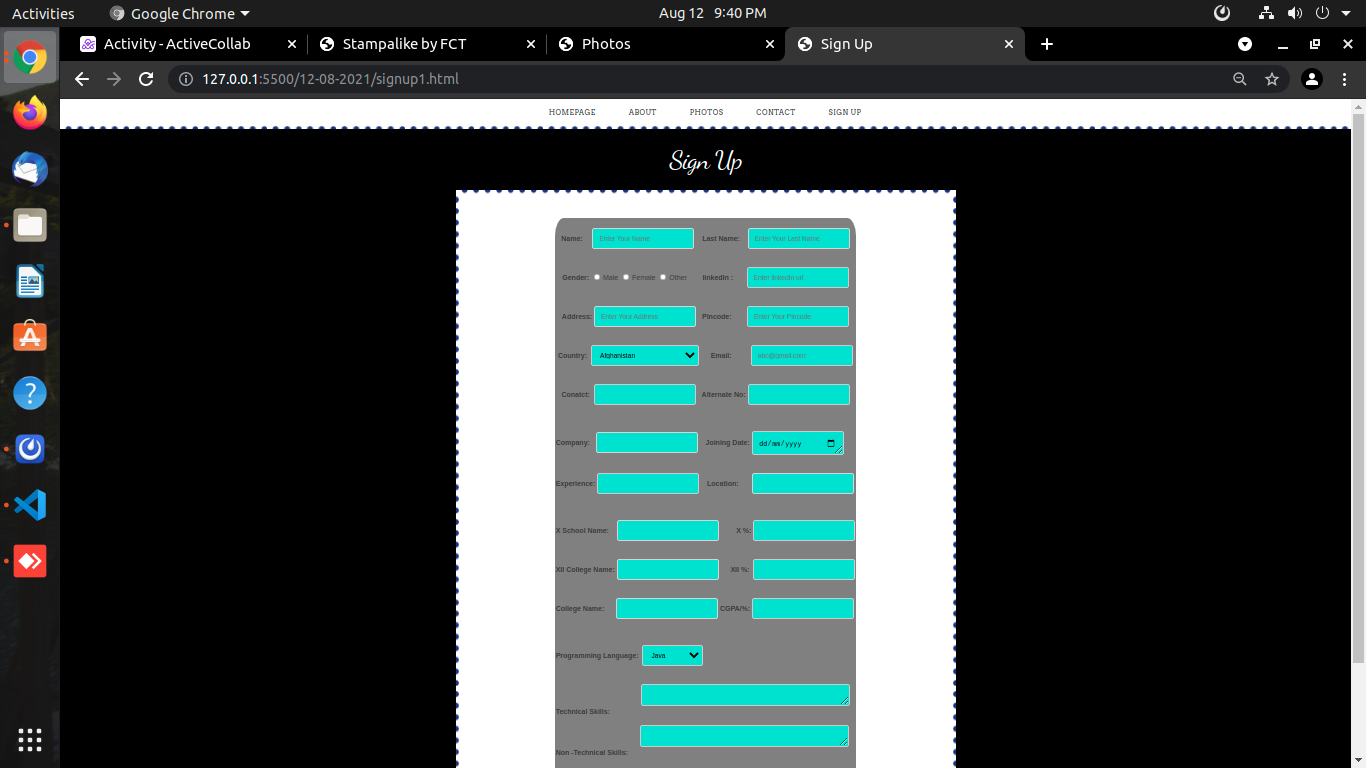 Activities Google Chrome Aug 12 9:40 PM
Activity - ActiveCollab Stampalike by FCT Photos Sign Up
127.0.0.1:5500/12-08-2021/signup1.html
HOMEPAGE ABOUT PHOTOS CONTACT SIGN UP
Sign Up
Name: Enter Your Name Last Name: Enter Your Last Name
Gender: Male Female Other linkedin : Enter linkedin url
Address: Enter Your Address Pincode: Enter Your Pincode
Country: Afghanistan Email: abc@gmail.com
Conatct: Alternate No:
Company: Joining Date: dd/mm/yyyy
Experience: Location:
X School Name: X %:
XII College Name: XII %:
College Name: CGPA/%:
Programming Language: Java
Technical Skills:
Non -Technical Skills: